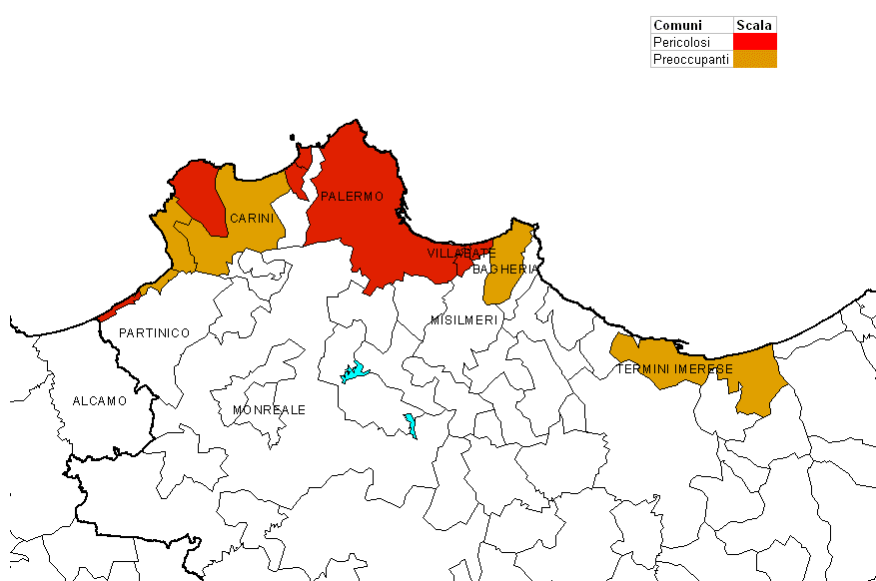 Comuni Scala
Pericolosi
Preoccupanti
PALERMO
CARINI
VILLABATE
BAGHERIA
MISILMERI
PARTINICO
TERMINI IMERESE
ALCAMO
MONREALE